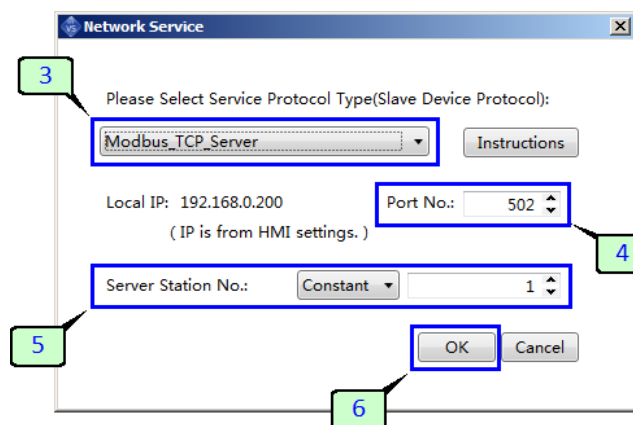 VS Network Service
3
Please Select Service Protocol Type(Slave Device Protocol):
Modbus_TCP_Server Instructions
Local IP: 192.168.0.200 Port No.: 502
( IP is from HMI settings. )
4
Server Station No.: Constant 1
5
OK Cancel
6